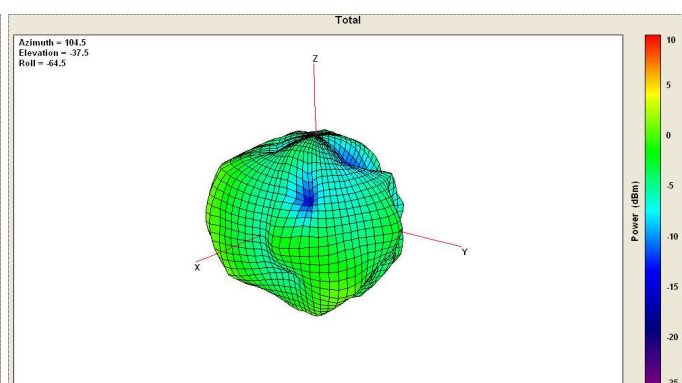 Total
Azimuth = 104.5
Elevation = -37.5
Roll = -64.5
Z
X
Y
Power (dBm)
10
5
0
-5
-10
-15
-20
-25